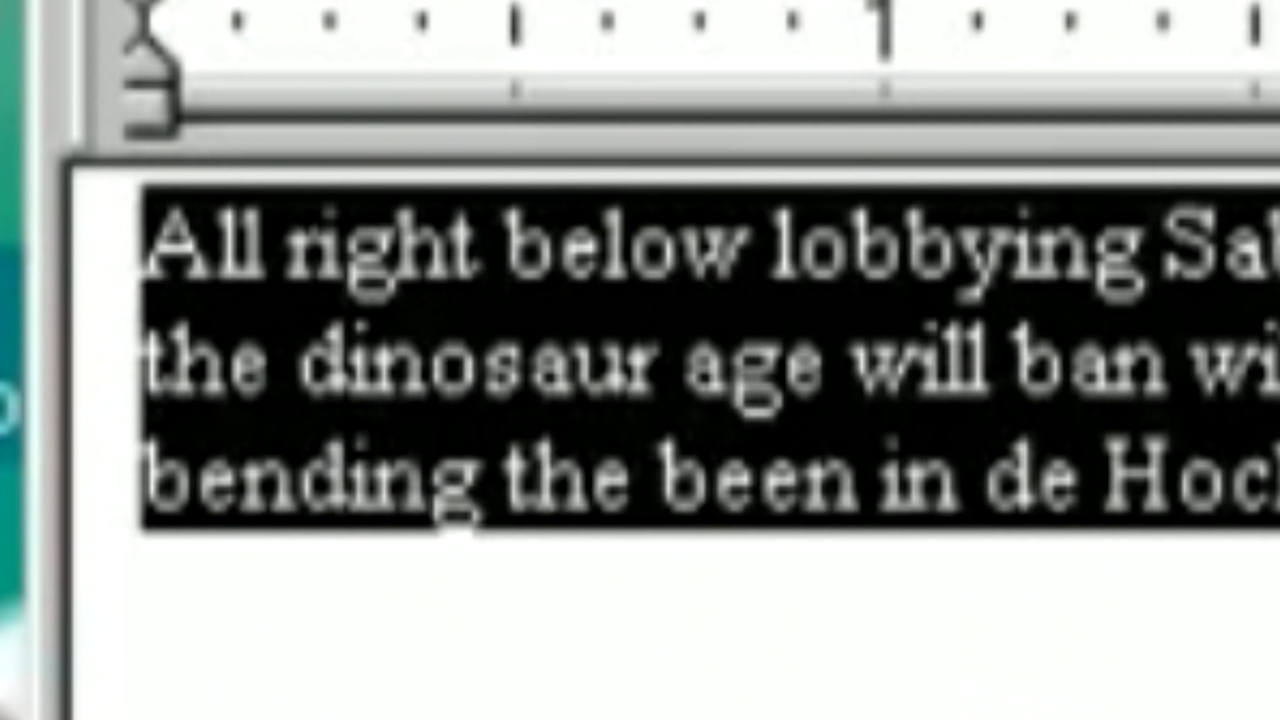 All right below lobbying
the dinosaur age will ban
bending the been in de